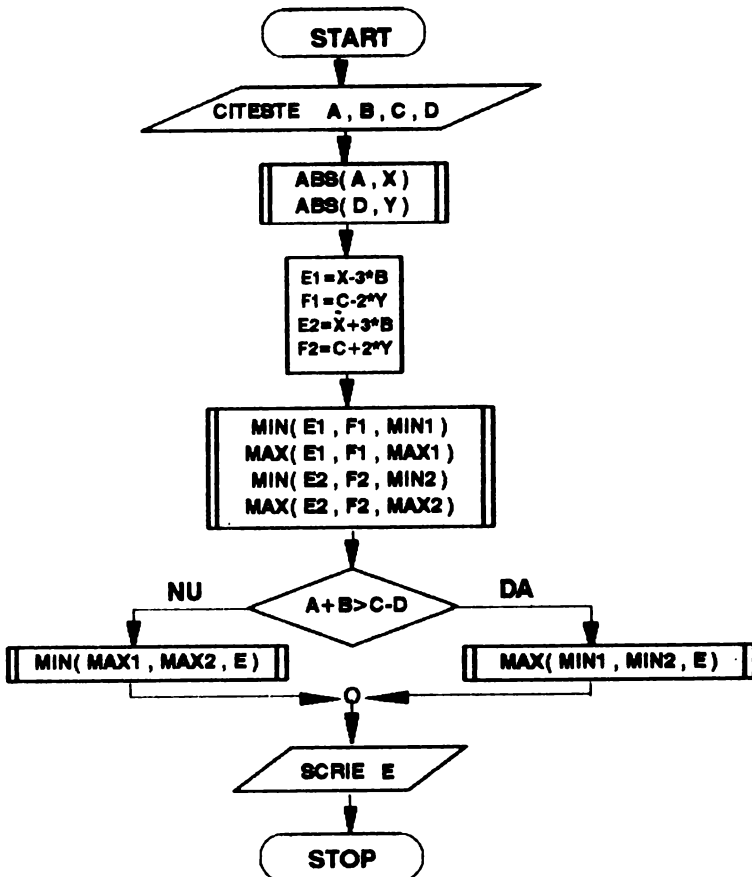 START
CITESTE A, B, C, D
ABS( A , X )
ABS( D , Y )
E1=X-3*B
F1=C-2*Y
E2=X+3*B
F2=C+2*Y
MIN( E1 , F1 , MIN1 )
MAX( E1 , F1 , MAX1 )
MIN( E2 , F2 , MIN2 )
MAX( E2 , F2 , MAX2 )
NU
A+B>C-D
DA
MIN( MAX1 , MAX2 , E )
MAX( MIN1 , MIN2 , E )
SCRIE E
STOP